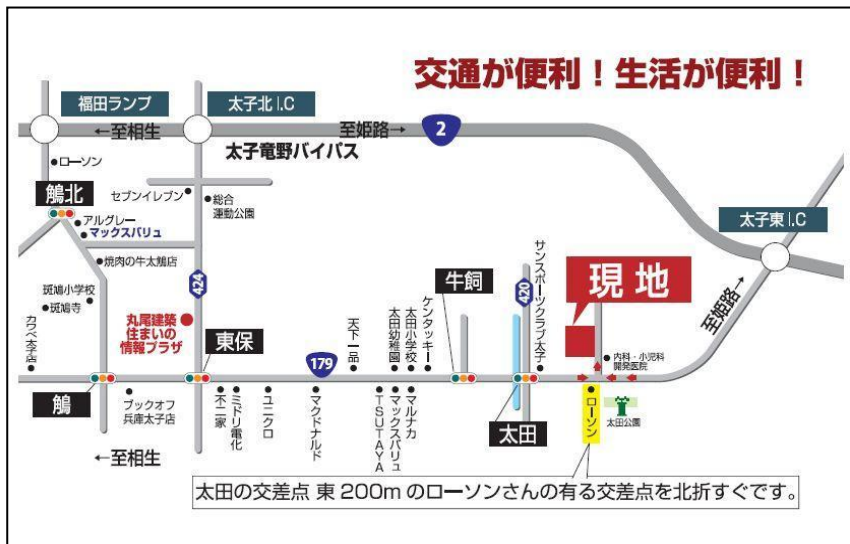 交通が便利！生活が便利！
福田ランプ
太子北I.C
←至相生
至姫路→
2
太子竜野バイパス
ローソン
鵤北
セブンイレブン
総合
運動公園
アルグレー
マックスバリュ
太子東I.C
焼肉の牛太鵤店
サンスポーツクラブ太子
現地
牛飼
424
420
斑鳩小学校
斑鳩寺
カワベ太子店
丸尾建築
住まいの
情報プラザ
東保
天下一品
太田幼稚園
太田小学校
ケンタッキー
至姫路→
179
内科・小児科
開発医院
鵤
ブックオフ
兵庫太子店
不二家
ミドリ電化
ユニクロ
マクドナルド
TSUTAYA
マックスバリュ
マルナカ
太田
ローソン
太田公園
←至相生
太田の交差点 東200mのローソンさんの有る交差点を北折すぐです。